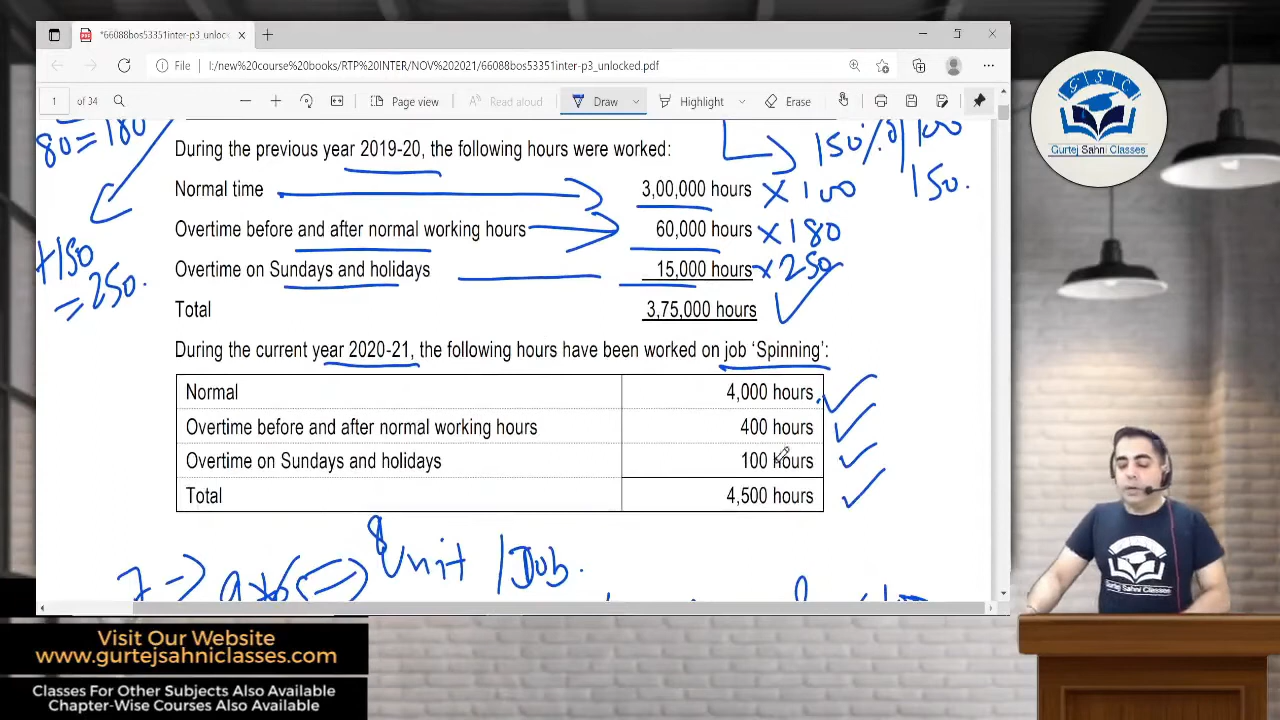 *66088bos53351inter-p3_unlock
File
I:/new%20course%20books/RTP%20INTER/NOV%202021/66088bos53351inter-p3_unlocked.pdf
1 of 34
Page view
Read aloud
Draw
Highlight
Erase
80=180
150% of 100
150.
During the previous year 2019-20, the following hours were worked:
Normal time 3,00,000 hours ×100
Overtime before and after normal working hours 60,000 hours ×180
Overtime on Sundays and holidays 15,000 hours ×250
+150
=250.
Total 3,75,000 hours
During the current year 2020-21, the following hours have been worked on job ‘Spinning’:
Normal 4,000 hours
Overtime before and after normal working hours 400 hours
Overtime on Sundays and holidays 100 hours
Total 4,500 hours
Unit / Job.
GSC
Gurtej Sahni Classes
GSC
Gurtej Sahni Classes
Visit Our Website
www.gurtejsahniclasses.com
Classes For Other Subjects Also Available
Chapter-Wise Courses Also Available